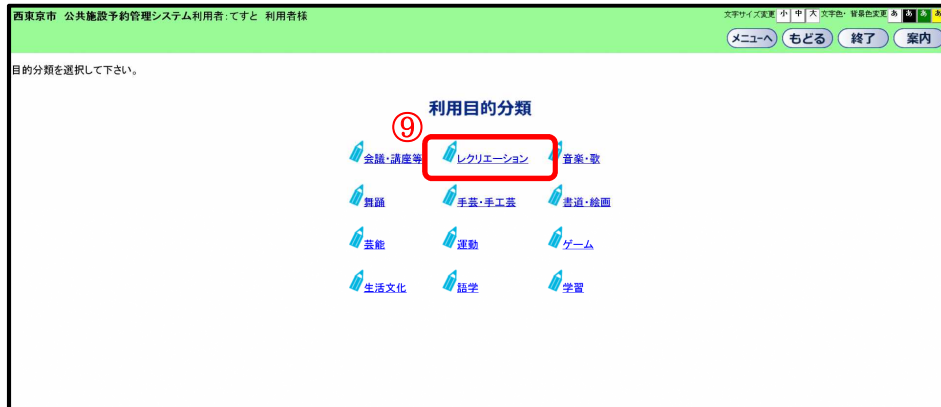 西東京市 公共施設予約管理システム利用者:てすと 利用者様
文字サイズ変更 小 中 大 文字色・背景色変更 あ あ あ あ
メニューへ もどる 終了 案内
目的分類を選択して下さい。
利用目的分類
⑨
会議・講座等 レクリエーション 音楽・歌
舞踊 手芸・手工芸 書道・絵画
芸能 運動 ゲーム
生活文化 語学 学習